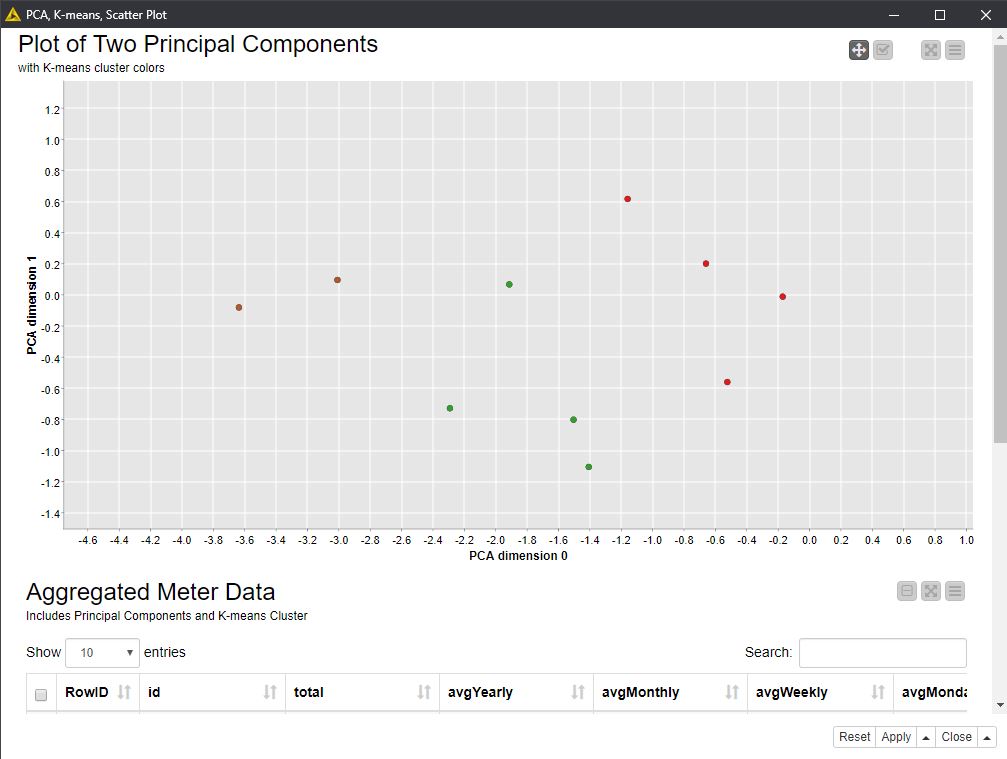 PCA, K-means, Scatter Plot
Plot of Two Principal Components
with K-means cluster colors
1.2
1.0
0.8
0.6
0.4
0.2
0.0
-0.2
-0.4
-0.6
-0.8
-1.0
-1.2
-1.4
PCA dimension 1
-4.6 -4.4 -4.2 -4.0 -3.8 -3.6 -3.4 -3.2 -3.0 -2.8 -2.6 -2.4 -2.2 -2.0 -1.8 -1.6 -1.4 -1.2 -1.0 -0.8 -0.6 -0.4 -0.2 0.0 0.2 0.4 0.6 0.8 1.0
PCA dimension 0
Aggregated Meter Data
Includes Principal Components and K-means Cluster
Show 10 entries Search:
RowID id total avgYearly avgMonthly avgWeekly avgMonda
Reset Apply Close